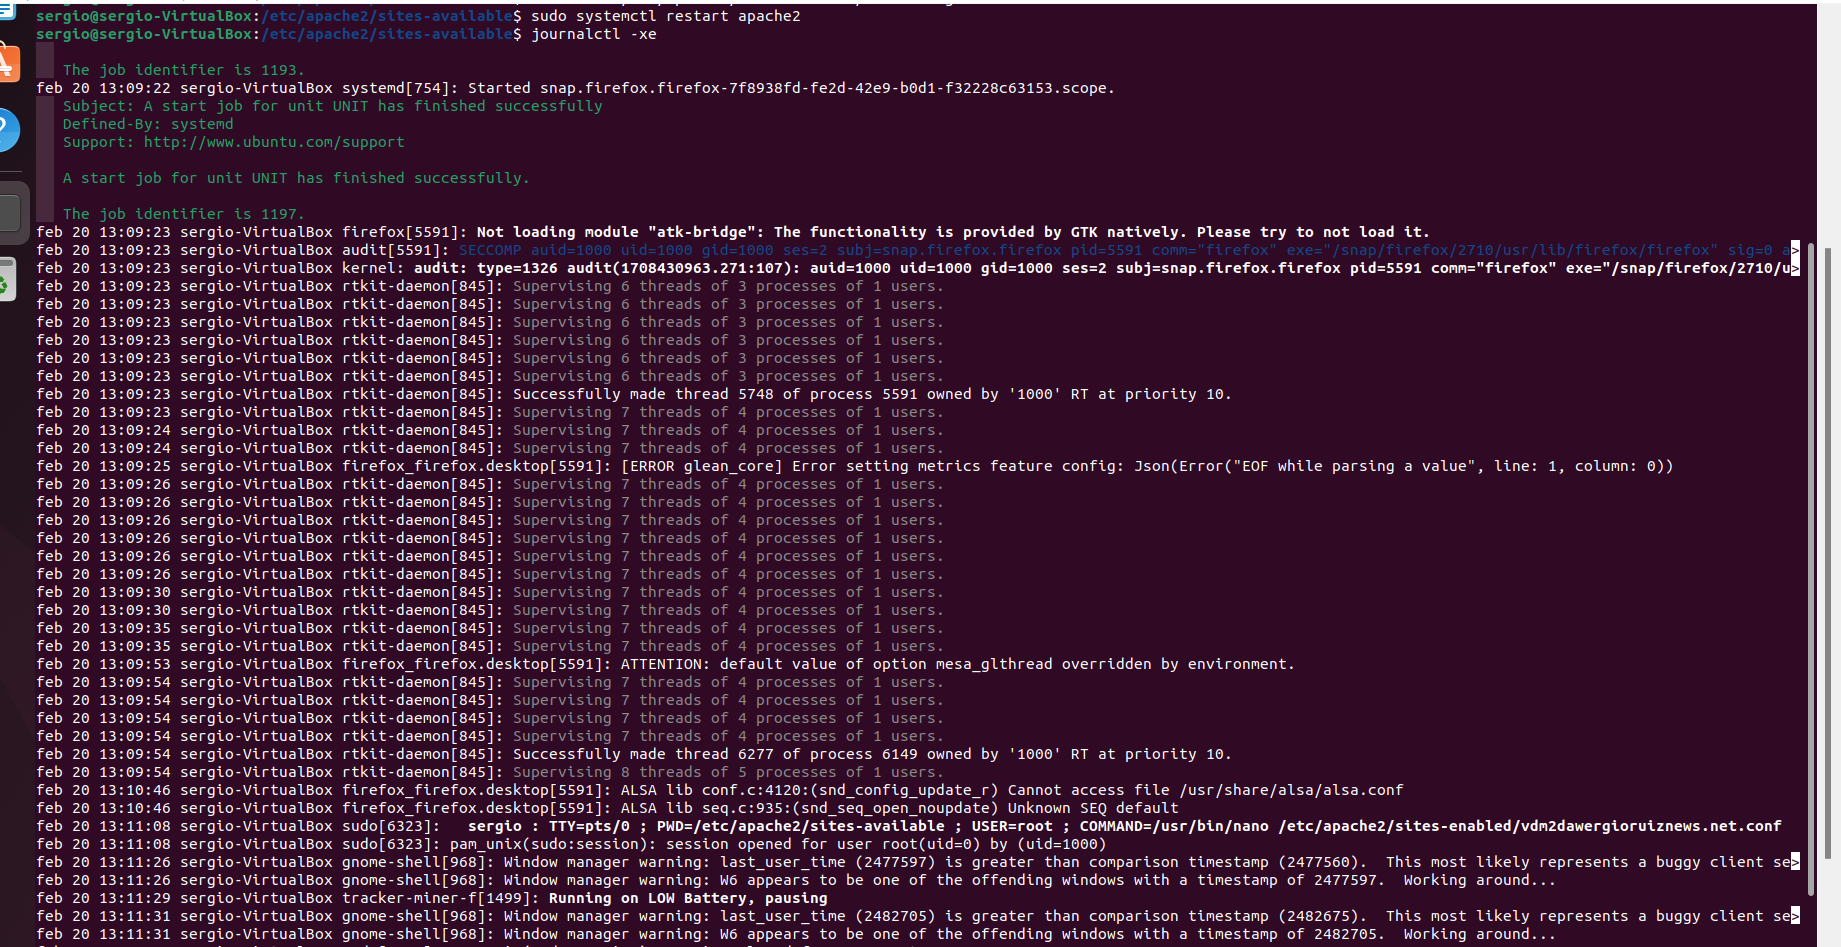 sergio@sergio-VirtualBox:/etc/apache2/sites-available$ sudo systemctl restart apache2
sergio@sergio-VirtualBox:/etc/apache2/sites-available$ journalctl -xe
The job identifier is 1193.
feb 20 13:09:22 sergio-VirtualBox systemd[754]: Started snap.firefox.firefox-7f8938fd-fe2d-42e9-b0d1-f32228c63153.scope.
Subject: A start job for unit UNIT has finished successfully
Defined-By: systemd
Support: http://www.ubuntu.com/support
A start job for unit UNIT has finished successfully.
The job identifier is 1197.
feb 20 13:09:23 sergio-VirtualBox firefox[5591]: Not loading module "atk-bridge": The functionality is provided by GTK natively. Please try to not load it.
feb 20 13:09:23 sergio-VirtualBox audit[5591]: SECCOMP auid=1000 uid=1000 gid=1000 ses=2 subj=snap.firefox.firefox pid=5591 comm="firefox" exe="/snap/firefox/2710/usr/lib/firefox/firefox" sig=0 a>
feb 20 13:09:23 sergio-VirtualBox kernel: audit: type=1326 audit(1708430963.271:107): auid=1000 uid=1000 gid=1000 ses=2 subj=snap.firefox.firefox pid=5591 comm="firefox" exe="/snap/firefox/2710/u>
feb 20 13:09:23 sergio-VirtualBox rtkit-daemon[845]: Supervising 6 threads of 3 processes of 1 users.
feb 20 13:09:23 sergio-VirtualBox rtkit-daemon[845]: Supervising 6 threads of 3 processes of 1 users.
feb 20 13:09:23 sergio-VirtualBox rtkit-daemon[845]: Supervising 6 threads of 3 processes of 1 users.
feb 20 13:09:23 sergio-VirtualBox rtkit-daemon[845]: Supervising 6 threads of 3 processes of 1 users.
feb 20 13:09:23 sergio-VirtualBox rtkit-daemon[845]: Supervising 6 threads of 3 processes of 1 users.
feb 20 13:09:23 sergio-VirtualBox rtkit-daemon[845]: Supervising 6 threads of 3 processes of 1 users.
feb 20 13:09:23 sergio-VirtualBox rtkit-daemon[845]: Successfully made thread 5748 of process 5591 owned by '1000' RT at priority 10.
feb 20 13:09:23 sergio-VirtualBox rtkit-daemon[845]: Supervising 7 threads of 4 processes of 1 users.
feb 20 13:09:24 sergio-VirtualBox rtkit-daemon[845]: Supervising 7 threads of 4 processes of 1 users.
feb 20 13:09:24 sergio-VirtualBox rtkit-daemon[845]: Supervising 7 threads of 4 processes of 1 users.
feb 20 13:09:25 sergio-VirtualBox firefox_firefox.desktop[5591]: [ERROR glean_core] Error setting metrics feature config: Json(Error("EOF while parsing a value", line: 1, column: 0))
feb 20 13:09:26 sergio-VirtualBox rtkit-daemon[845]: Supervising 7 threads of 4 processes of 1 users.
feb 20 13:09:26 sergio-VirtualBox rtkit-daemon[845]: Supervising 7 threads of 4 processes of 1 users.
feb 20 13:09:26 sergio-VirtualBox rtkit-daemon[845]: Supervising 7 threads of 4 processes of 1 users.
feb 20 13:09:26 sergio-VirtualBox rtkit-daemon[845]: Supervising 7 threads of 4 processes of 1 users.
feb 20 13:09:26 sergio-VirtualBox rtkit-daemon[845]: Supervising 7 threads of 4 processes of 1 users.
feb 20 13:09:26 sergio-VirtualBox rtkit-daemon[845]: Supervising 7 threads of 4 processes of 1 users.
feb 20 13:09:30 sergio-VirtualBox rtkit-daemon[845]: Supervising 7 threads of 4 processes of 1 users.
feb 20 13:09:30 sergio-VirtualBox rtkit-daemon[845]: Supervising 7 threads of 4 processes of 1 users.
feb 20 13:09:35 sergio-VirtualBox rtkit-daemon[845]: Supervising 7 threads of 4 processes of 1 users.
feb 20 13:09:35 sergio-VirtualBox rtkit-daemon[845]: Supervising 7 threads of 4 processes of 1 users.
feb 20 13:09:53 sergio-VirtualBox firefox_firefox.desktop[5591]: ATTENTION: default value of option mesa_glthread overridden by environment.
feb 20 13:09:54 sergio-VirtualBox rtkit-daemon[845]: Supervising 7 threads of 4 processes of 1 users.
feb 20 13:09:54 sergio-VirtualBox rtkit-daemon[845]: Supervising 7 threads of 4 processes of 1 users.
feb 20 13:09:54 sergio-VirtualBox rtkit-daemon[845]: Supervising 7 threads of 4 processes of 1 users.
feb 20 13:09:54 sergio-VirtualBox rtkit-daemon[845]: Supervising 7 threads of 4 processes of 1 users.
feb 20 13:09:54 sergio-VirtualBox rtkit-daemon[845]: Successfully made thread 6277 of process 6149 owned by '1000' RT at priority 10.
feb 20 13:09:54 sergio-VirtualBox rtkit-daemon[845]: Supervising 8 threads of 5 processes of 1 users.
feb 20 13:10:46 sergio-VirtualBox firefox_firefox.desktop[5591]: ALSA lib conf.c:4120:(snd_config_update_r) Cannot access file /usr/share/alsa/alsa.conf
feb 20 13:10:46 sergio-VirtualBox firefox_firefox.desktop[5591]: ALSA lib seq.c:935:(snd_seq_open_noupdate) Unknown SEQ default
feb 20 13:11:08 sergio-VirtualBox sudo[6323]:   sergio : TTY=pts/0 ; PWD=/etc/apache2/sites-available ; USER=root ; COMMAND=/usr/bin/nano /etc/apache2/sites-enabled/vdm2dawergioruiznews.net.conf
feb 20 13:11:08 sergio-VirtualBox sudo[6323]: pam_unix(sudo:session): session opened for user root(uid=0) by (uid=1000)
feb 20 13:11:26 sergio-VirtualBox gnome-shell[968]: Window manager warning: last_user_time (2477597) is greater than comparison timestamp (2477560).  This most likely represents a buggy client se>
feb 20 13:11:26 sergio-VirtualBox gnome-shell[968]: Window manager warning: W6 appears to be one of the offending windows with a timestamp of 2477597.  Working around...
feb 20 13:11:29 sergio-VirtualBox tracker-miner-f[1499]: Running on LOW Battery, pausing
feb 20 13:11:31 sergio-VirtualBox gnome-shell[968]: Window manager warning: last_user_time (2482705) is greater than comparison timestamp (2482675).  This most likely represents a buggy client se>
feb 20 13:11:31 sergio-VirtualBox gnome-shell[968]: Window manager warning: W6 appears to be one of the offending windows with a timestamp of 2482705.  Working around...